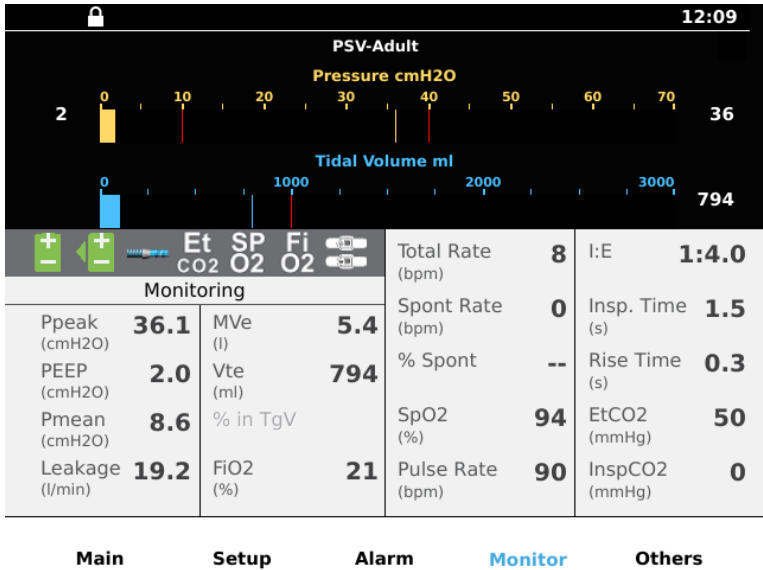 12:09
PSV-Adult
Pressure cmH2O
0 10 20 30 40 50 60 70
2 36
Tidal Volume ml
0 1000 2000 3000
794
Et CO2 SP O2 Fi O2
Monitoring
Ppeak (cmH2O) 36.1
PEEP (cmH2O) 2.0
Pmean (cmH2O) 8.6
Leakage (l/min) 19.2
MVe (l) 5.4
Vte (ml) 794
% in TgV
FiO2 (%) 21
Total Rate (bpm) 8
Spont Rate (bpm) 0
% Spont --
SpO2 (%) 94
Pulse Rate (bpm) 90
I:E 1:4.0
Insp. Time (s) 1.5
Rise Time (s) 0.3
EtCO2 (mmHg) 50
InspCO2 (mmHg) 0
Main Setup Alarm Monitor Others